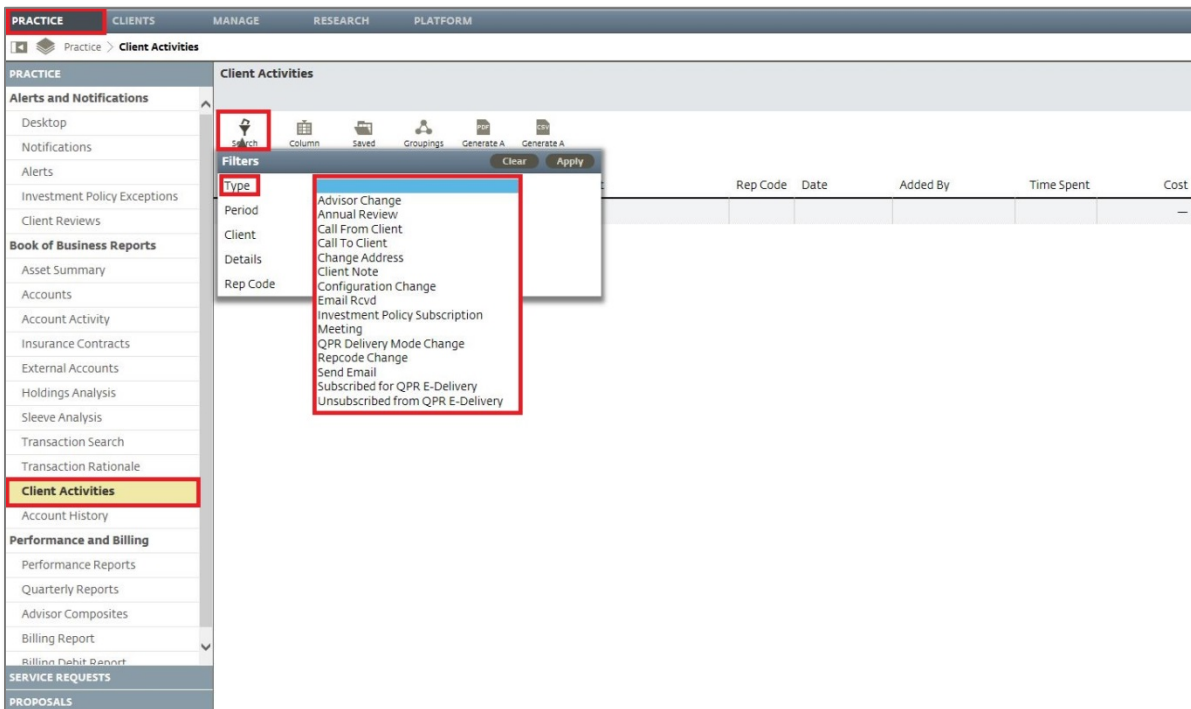 PRACTICE CLIENTS MANAGE RESEARCH PLATFORM
Practice > Client Activities
PRACTICE
Alerts and Notifications
Desktop
Notifications
Alerts
Investment Policy Exceptions
Client Reviews
Book of Business Reports
Asset Summary
Accounts
Account Activity
Insurance Contracts
External Accounts
Holdings Analysis
Sleeve Analysis
Transaction Search
Transaction Rationale
Client Activities
Account History
Performance and Billing
Performance Reports
Quarterly Reports
Advisor Composites
Billing Report
Billing Debit Report
SERVICE REQUESTS
PROPOSALS
Client Activities
Search Column Saved Groupings Generate A Generate A
PDF CSV
Filters Clear Apply
Type
Period
Client
Details
Rep Code
Advisor Change
Annual Review
Call From Client
Call To Client
Change Address
Client Note
Configuration Change
Email Rcvd
Investment Policy Subscription
Meeting
QPR Delivery Mode Change
Repcode Change
Send Email
Subscribed for QPR E-Delivery
Unsubscribed from QPR E-Delivery
Rep Code Date Added By Time Spent Cost
—